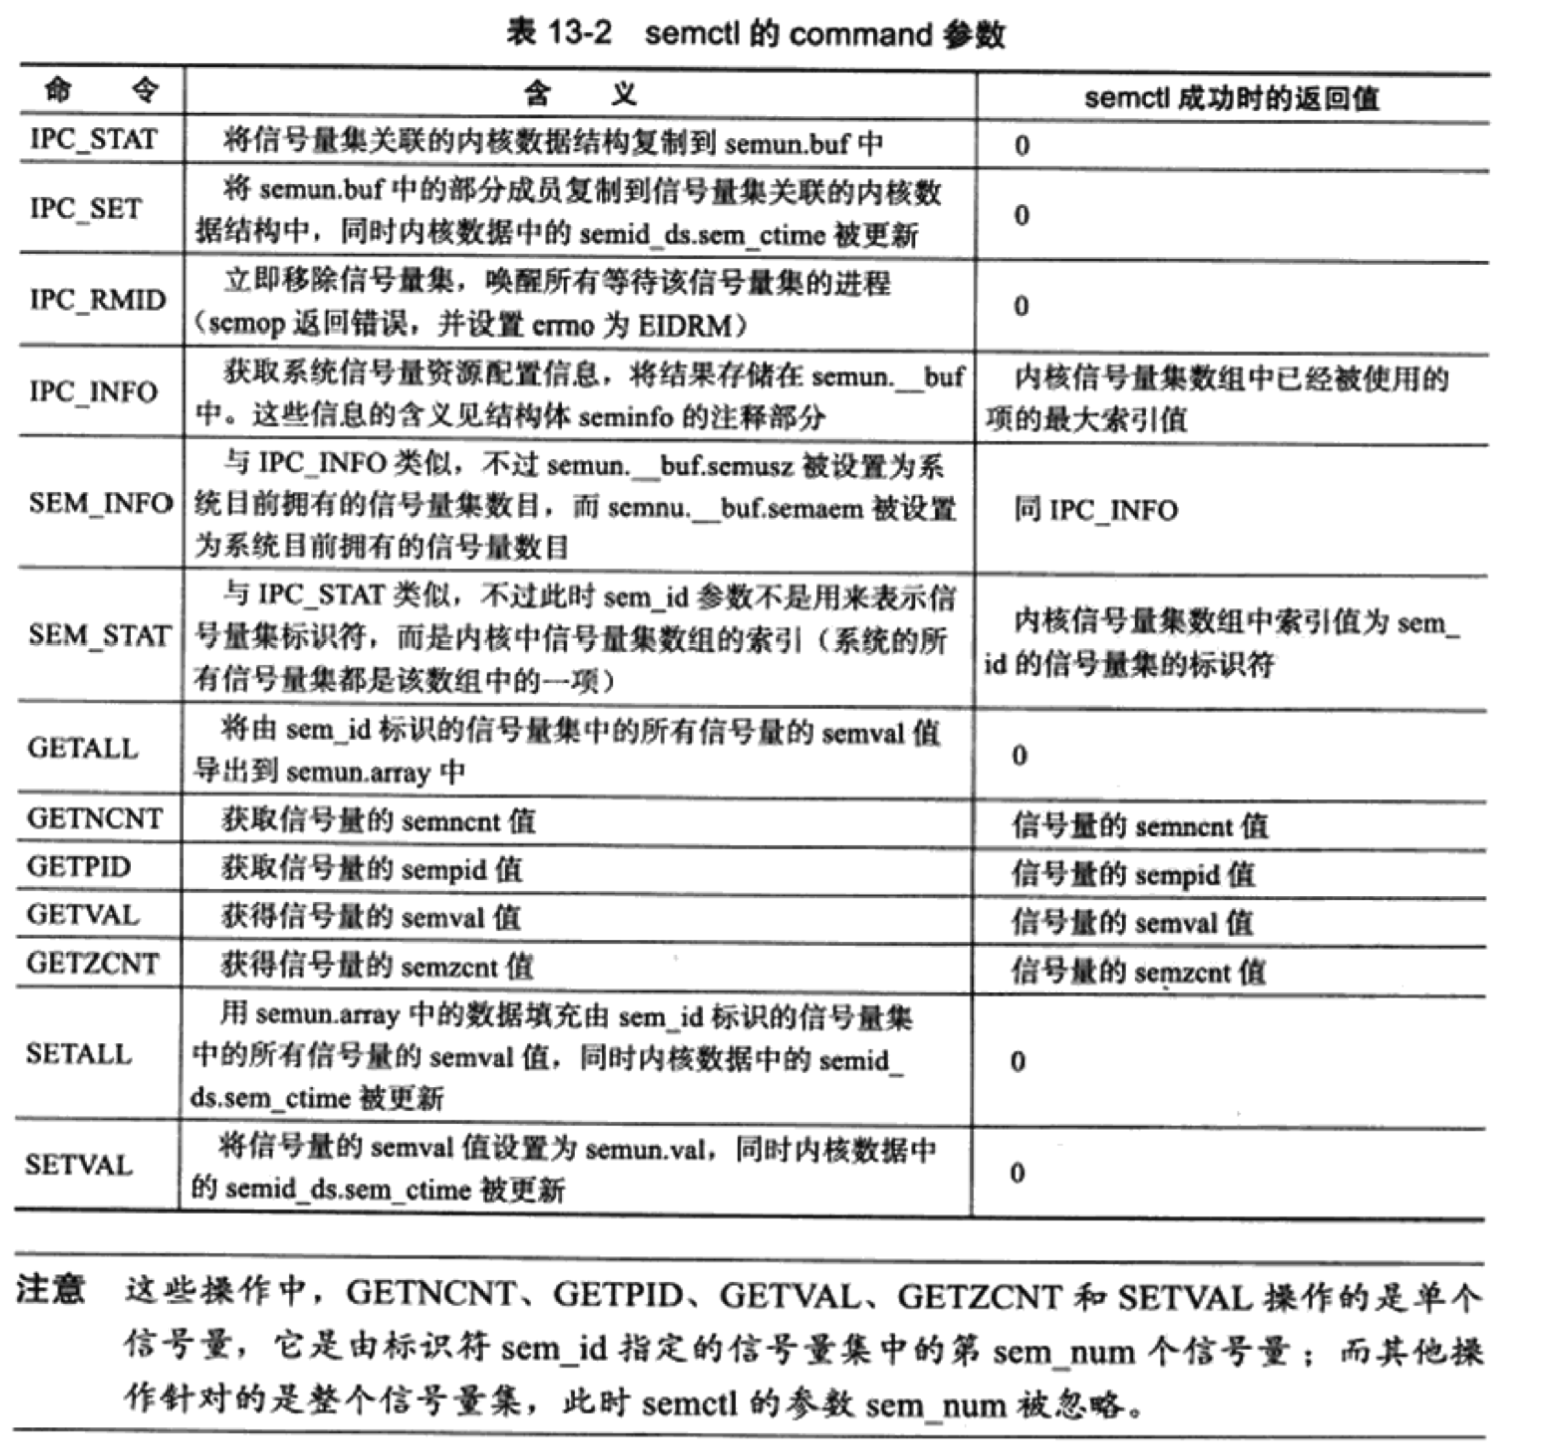 表 13-2 semctl 的 command 参数
命 令 含 义 semctl 成功时的返回值
IPC_STAT 将信号量集关联的内核数据结构复制到 semun.buf 中 0
将 semun.buf 中的部分成员复制到信号量集关联的内核数
IPC_SET 0
据结构中，同时内核数据中的 semid_ds.sem_ctime 被更新
立即移除信号量集，唤醒所有等待该信号量集的进程
IPC_RMID 0
（semop 返回错误，并设置 errno 为 EIDRM）
获取系统信号量资源配置信息，将结果存储在 semun.__buf 内核信号量集数组中已经被使用的
IPC_INFO
中。这些信息的含义见结构体 seminfo 的注释部分 项的最大索引值
与 IPC_INFO 类似，不过 semun.__buf.semusz 被设置为系
SEM_INFO 统目前拥有的信号量集数目，而 semnu.__buf.semaem 被设置 同 IPC_INFO
为系统目前拥有的信号量数目
与 IPC_STAT 类似，不过此时 sem_id 参数不是用来表示信
内核信号量集数组中索引值为 sem_
SEM_STAT 号量集标识符，而是内核中信号量集数组的索引（系统的所
id 的信号量集的标识符
有信号量集都是该数组中的一项）
将由 sem_id 标识的信号量集中的所有信号量的 semval 值
GETALL 0
导出到 semun.array 中
GETNCNT 获取信号量的 semncnt 值 信号量的 semncnt 值
GETPID 获取信号量的 sempid 值 信号量的 sempid 值
GETVAL 获得信号量的 semval 值 信号量的 semval 值
GETZCNT 获得信号量的 semzcnt 值 信号量的 semzcnt 值
用 semun.array 中的数据填充由 sem_id 标识的信号量集
SETALL 中的所有信号量的 semval 值，同时内核数据中的 semid_ 0
ds.sem_ctime 被更新
将信号量的 semval 值设置为 semun.val，同时内核数据中
SETVAL 0
的 semid_ds.sem_ctime 被更新
注意 这些操作中，GETNCNT、GETPID、GETVAL、GETZCNT 和 SETVAL 操作的是单个
信号量，它是由标识符 sem_id 指定的信号量集中的第 sem_num 个信号量；而其他操
作针对的是整个信号量集，此时 semctl 的参数 sem_num 被忽略。